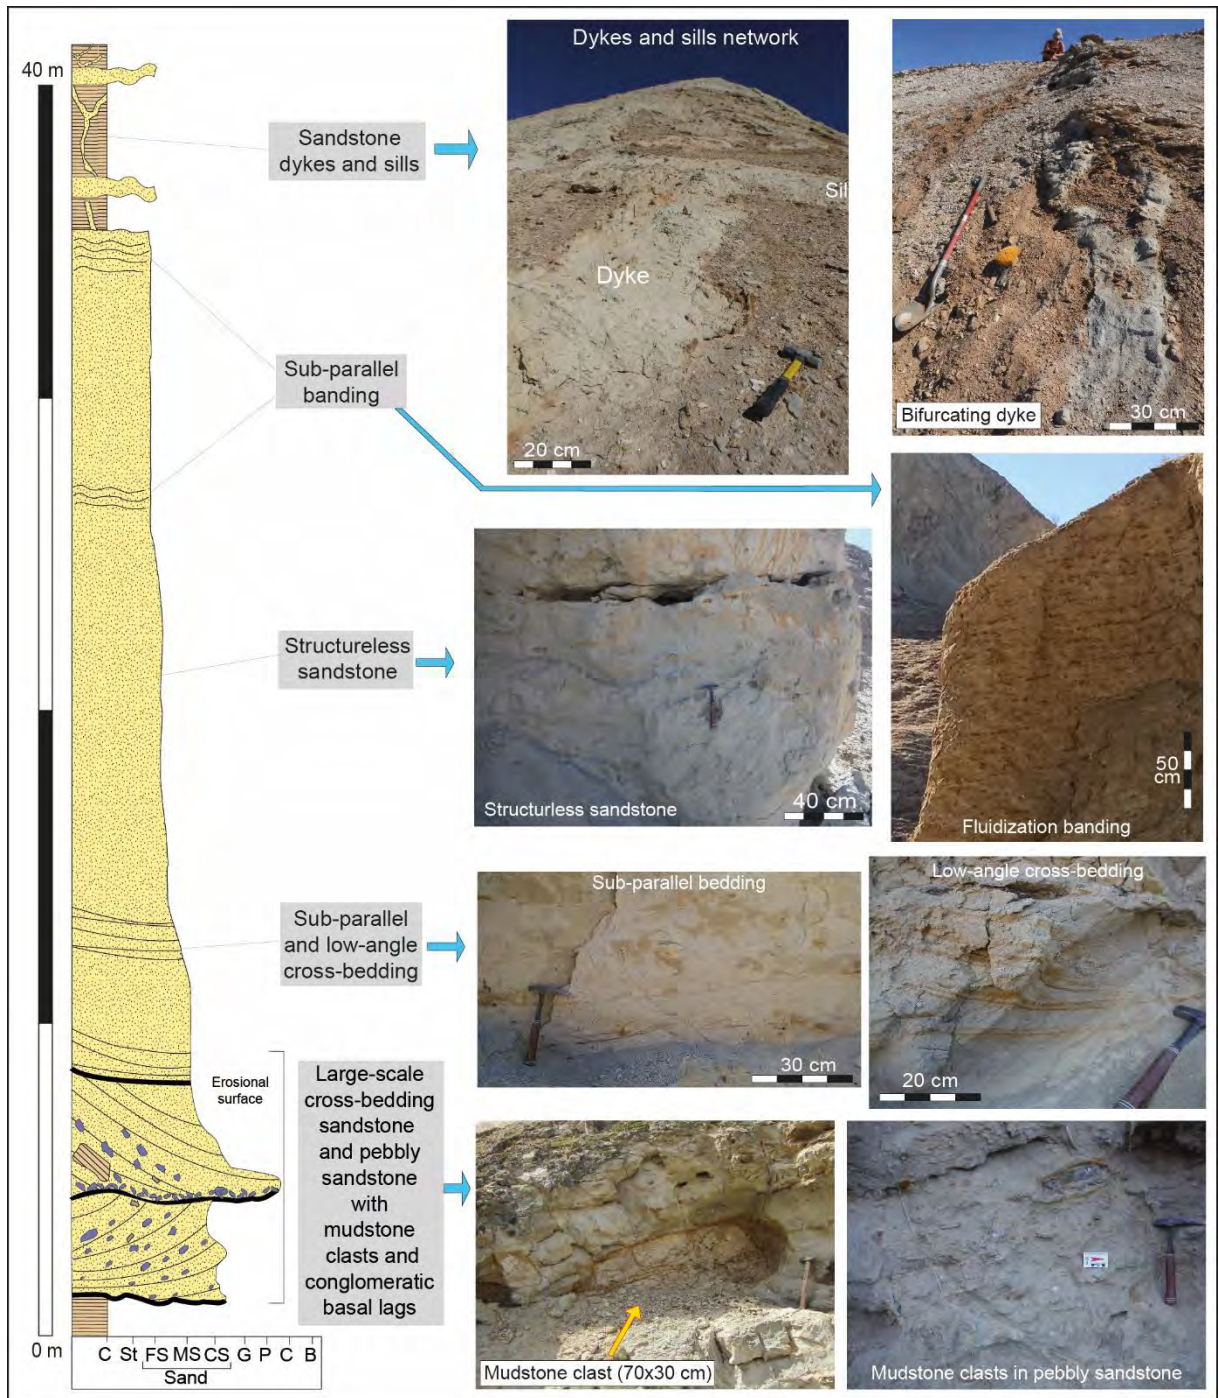 40 m
Sandstone
dykes and sills
Dykes and sills network
Sil
Dyke
20 cm
Bifurcating dyke
30 cm
Sub-parallel
banding
Structureless
sandstone
Structurless sandstone
40 cm
50
cm
Fluidization banding
Sub-parallel
and low-angle
cross-bedding
Sub-parallel bedding
30 cm
Low-angle cross-bedding
20 cm
Erosional
surface
Large-scale
cross-bedding
sandstone
and pebbly
sandstone
with
mudstone
clasts and
conglomeratic
basal lags
Mudstone clast (70x30 cm)
Mudstone clasts in pebbly sandstone
0 m
C St FS MS CS G P C B
Sand